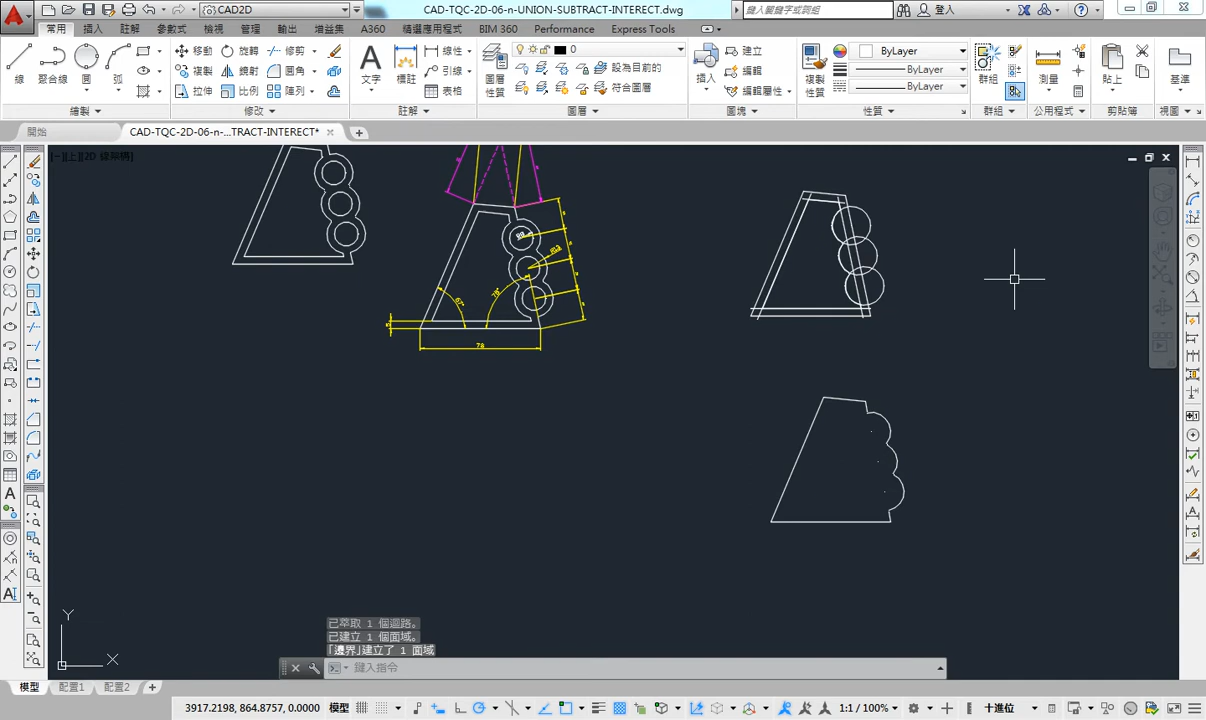 CAD2D
CAD-TQC-2D-06-n-UNION-SUBTRACT-INTERECT.dwg
鍵入關鍵字或詞組
登入
常用 插入 註解 參數式 檢視 管理 輸出 增益集 A360 精選應用程式 BIM 360 Performance Express Tools
線 聚合線 圓 弧
移動 旋轉 修剪
複製 鏡射 圓角
拉伸 比例 陣列
文字 標註
線性
引線
表格
圖層性質
0
設為目前的
符合圖層
插入
建立
編輯
編輯屬性
複製性質
ByLayer
ByLayer
ByLayer
群組 測量 貼上 基準
繪製 修改 註解 圖層 圖塊 性質 群組 公用程式 剪貼簿 視圖
開始 CAD-TQC-2D-06-n-...TRACT-INTERECT*
[-][上][2D 線架構]
R8
R13
67°
78°
5
78
Y
X
已萃取 1 個迴路。
已建立 1 個面域。
「邊界」建立了 1 面域
鍵入指令
模型 配置1 配置2
3917.2198, 864.8757, 0.0000 模型 1:1 / 100% 十進位